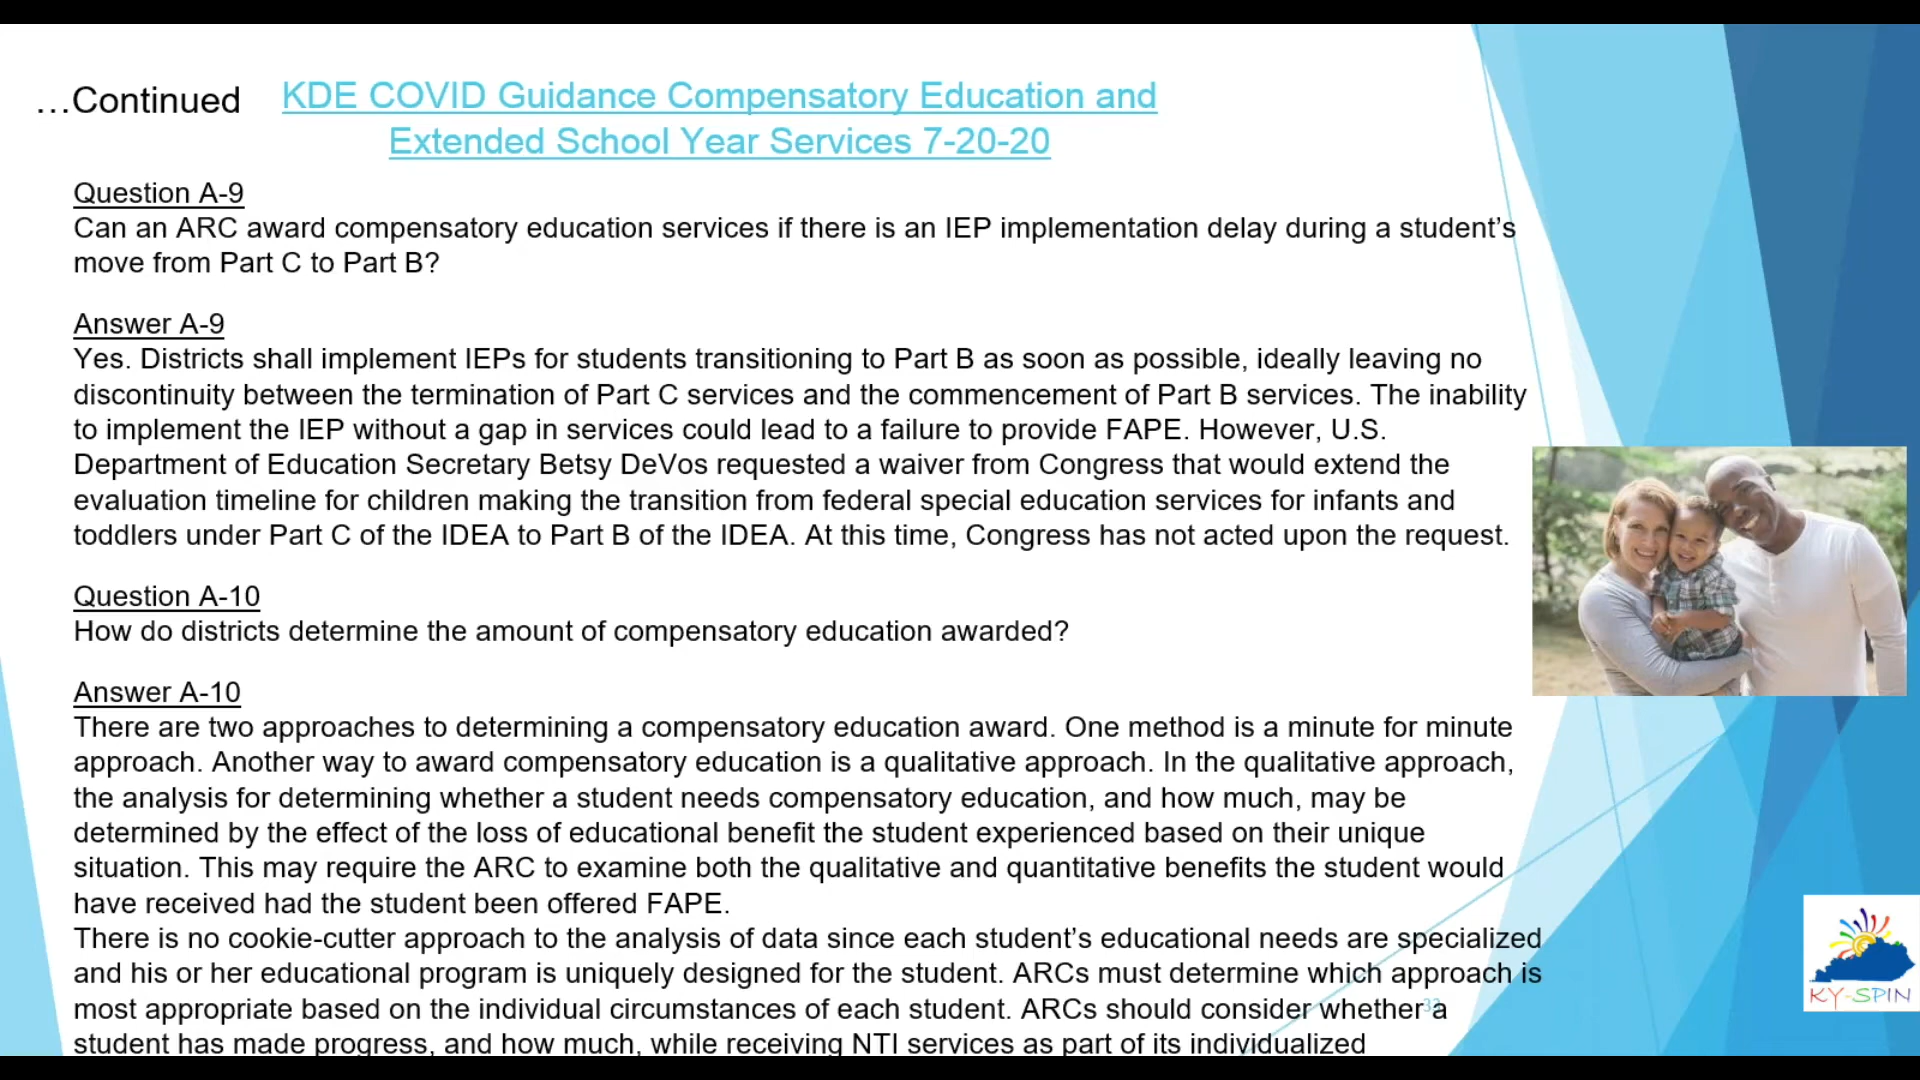 ...Continued
KDE COVID Guidance Compensatory Education and
Extended School Year Services 7-20-20
Question A-9
Can an ARC award compensatory education services if there is an IEP implementation delay during a student’s
move from Part C to Part B?
Answer A-9
Yes. Districts shall implement IEPs for students transitioning to Part B as soon as possible, ideally leaving no
discontinuity between the termination of Part C services and the commencement of Part B services. The inability
to implement the IEP without a gap in services could lead to a failure to provide FAPE. However, U.S.
Department of Education Secretary Betsy DeVos requested a waiver from Congress that would extend the
evaluation timeline for children making the transition from federal special education services for infants and
toddlers under Part C of the IDEA to Part B of the IDEA. At this time, Congress has not acted upon the request.
Question A-10
How do districts determine the amount of compensatory education awarded?
Answer A-10
There are two approaches to determining a compensatory education award. One method is a minute for minute
approach. Another way to award compensatory education is a qualitative approach. In the qualitative approach,
the analysis for determining whether a student needs compensatory education, and how much, may be
determined by the effect of the loss of educational benefit the student experienced based on their unique
situation. This may require the ARC to examine both the qualitative and quantitative benefits the student would
have received had the student been offered FAPE.
There is no cookie-cutter approach to the analysis of data since each student’s educational needs are specialized
and his or her educational program is uniquely designed for the student. ARCs must determine which approach is
most appropriate based on the individual circumstances of each student. ARCs should consider whether a
student has made progress, and how much, while receiving NTI services as part of its individualized
33
KY-SPIN